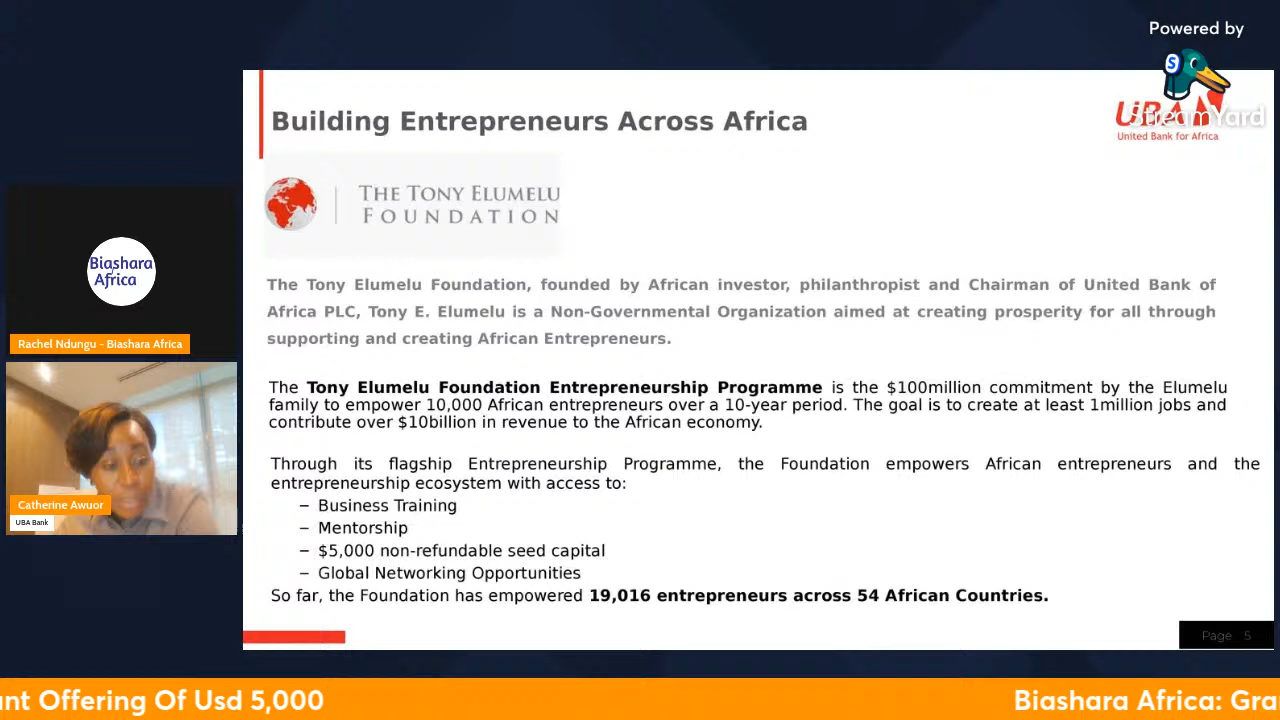 Powered by
StreamYard
Building Entrepreneurs Across Africa
UBA
United Bank for Africa
THE TONY ELUMELU
FOUNDATION
The Tony Elumelu Foundation, founded by African investor, philanthropist and Chairman of United Bank of
Africa PLC, Tony E. Elumelu is a Non-Governmental Organization aimed at creating prosperity for all through
supporting and creating African Entrepreneurs.
The Tony Elumelu Foundation Entrepreneurship Programme is the $100million commitment by the Elumelu
family to empower 10,000 African entrepreneurs over a 10-year period. The goal is to create at least 1million jobs and
contribute over $10billion in revenue to the African economy.
Through its flagship Entrepreneurship Programme, the Foundation empowers African entrepreneurs and the
entrepreneurship ecosystem with access to:
– Business Training
– Mentorship
– $5,000 non-refundable seed capital
– Global Networking Opportunities
So far, the Foundation has empowered 19,016 entrepreneurs across 54 African Countries.
Page 5
Biashara
Africa
Rachel Ndungu - Biashara Africa
Catherine Awuor
UBA Bank
nt Offering Of Usd 5,000
Biashara Africa: Gra